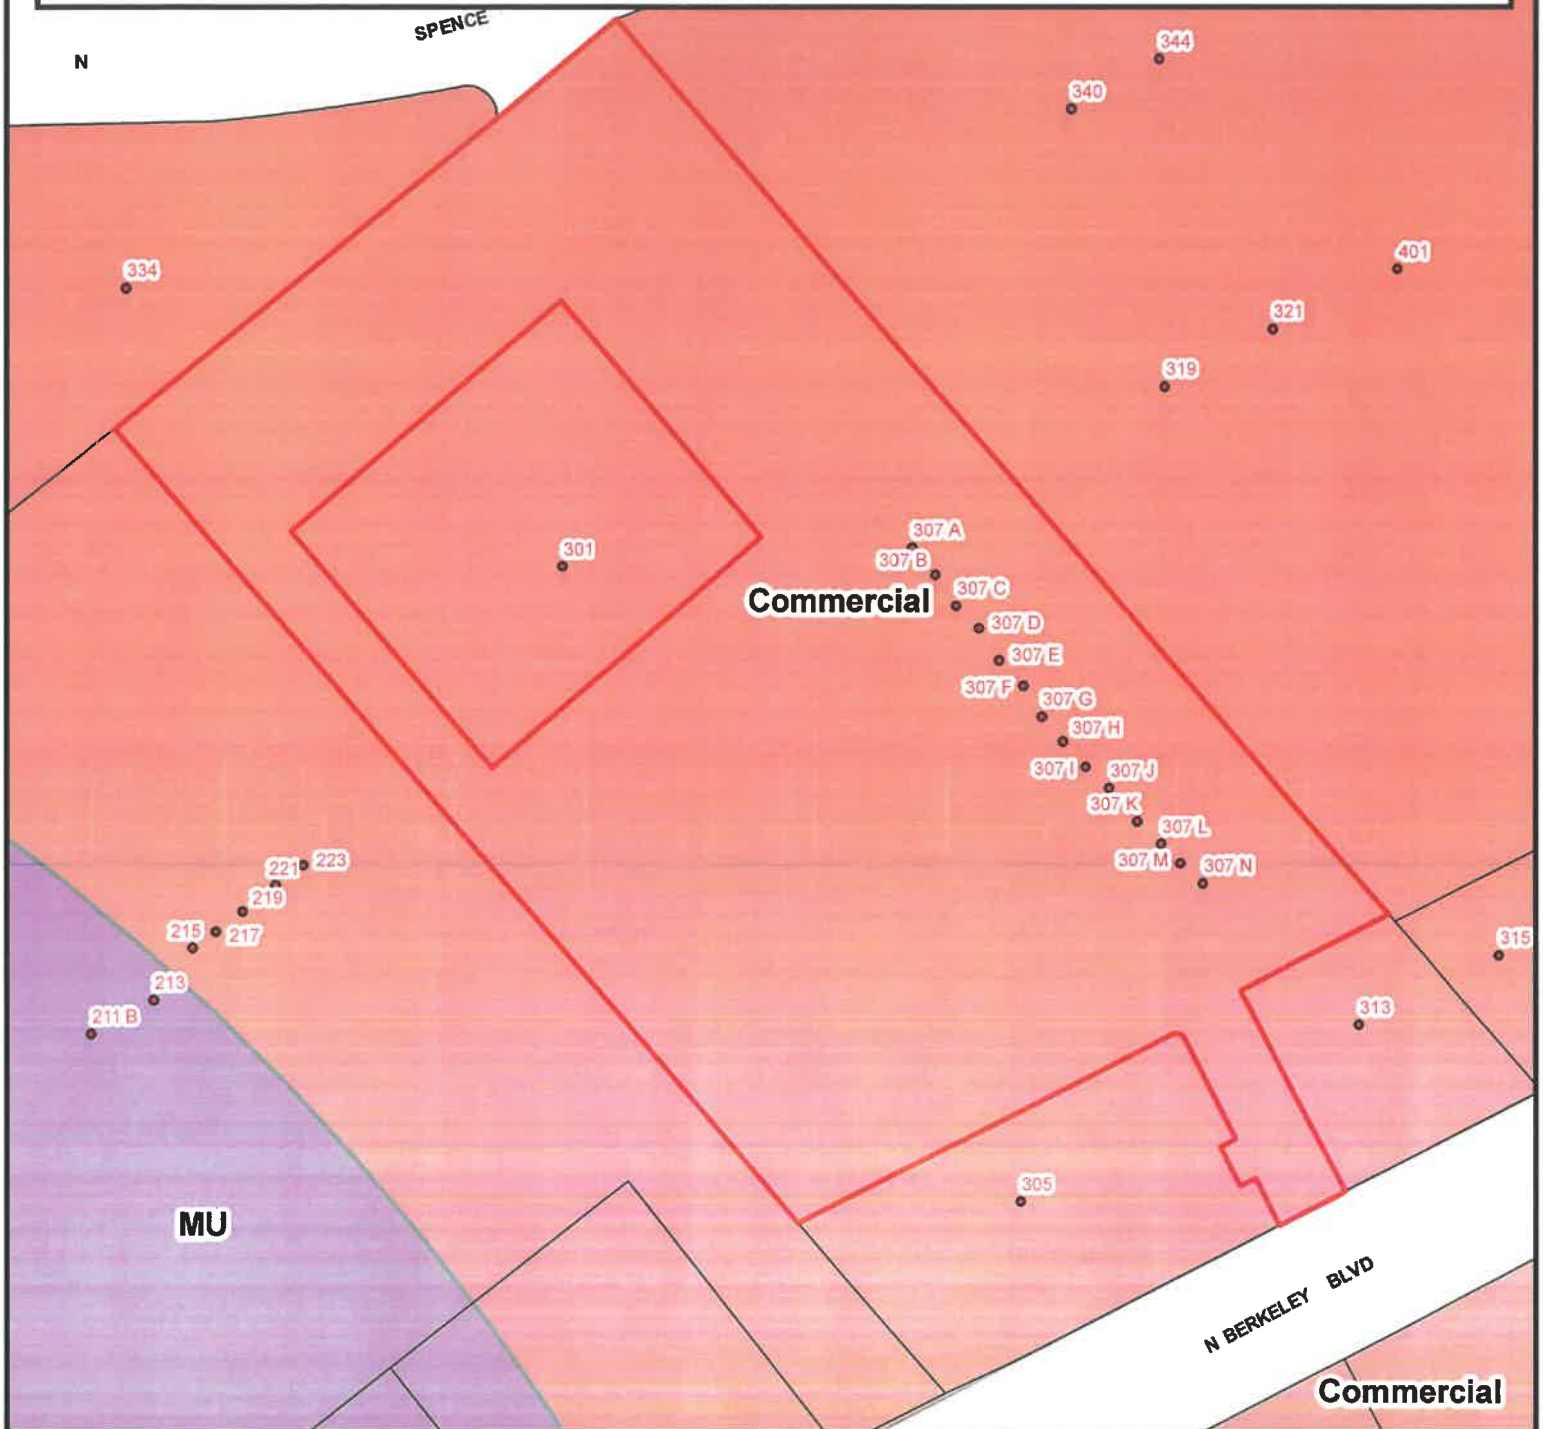 SPENCE
N
344
340
334
401
321
319
301
307 A
307 B
307 C
Commercial
307 D
307 E
307 F
307 G
307 H
307 I
307 J
307 K
307 L
307 M
307 N
223
221
219
215
217
213
211 B
315
313
305
MU
N BERKELEY BLVD
Commercial